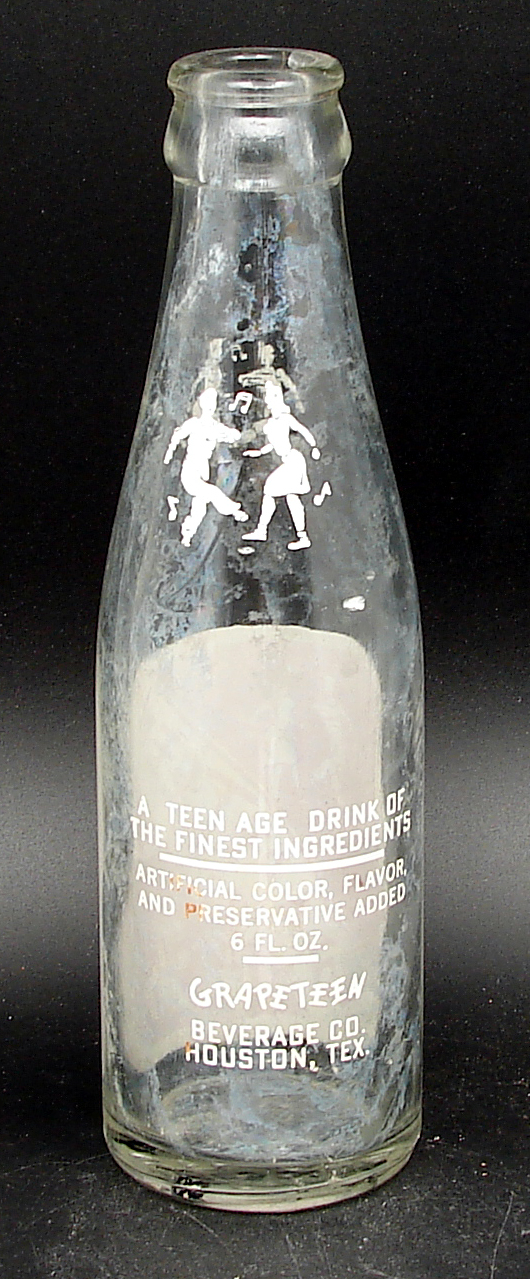 A TEEN AGE DRINK OF
THE FINEST INGREDIENTS
ARTIFICIAL COLOR, FLAVOR,
AND PRESERVATIVE ADDED
6 FL. OZ.
GRAPETEEN
BEVERAGE CO.
HOUSTON, TEX.